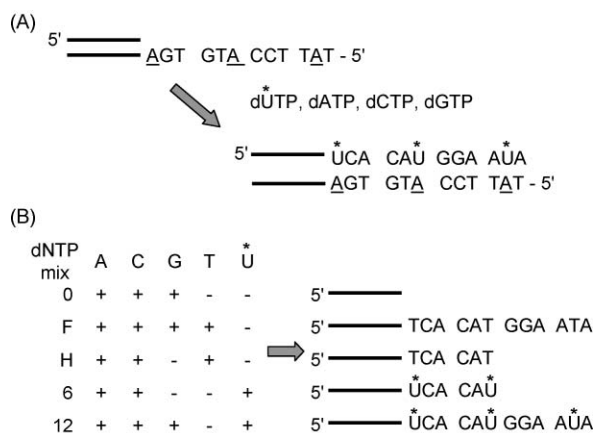 (A)
5'
AGT GTA CCT TAT - 5'
*
dUTP, dATP, dCTP, dGTP
* * *
5' UCA CAU GGA AUA
AGT GTA CCT TAT - 5'
(B)
dNTP mix A C G T *U
0 + + + - - 5'
F + + + + - 5' TCA CAT GGA ATA
H + + - + - 5' TCA CAT
* *
6 + + - - + 5' UCA CAU
* * *
12 + + + - + 5' UCA CAU GGA AUA